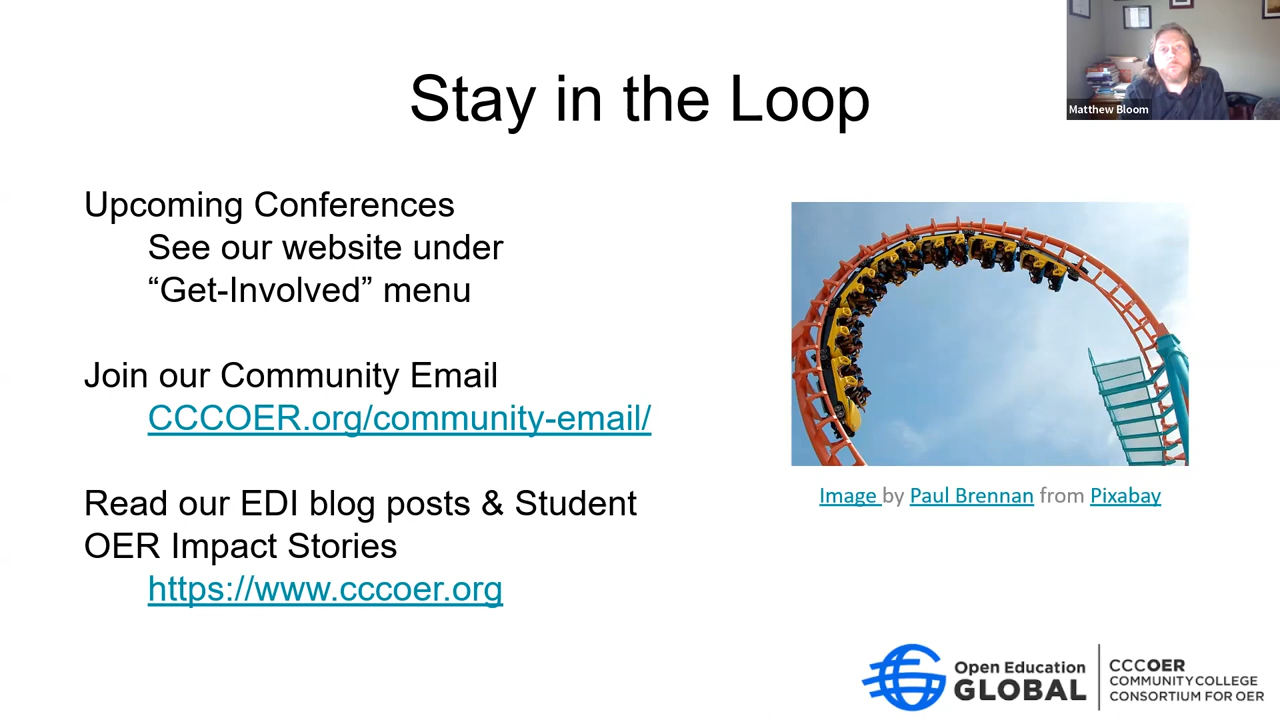 Stay in the Loop
Matthew Bloom
Upcoming Conferences
See our website under
“Get-Involved” menu
Join our Community Email
CCCOER.org/community-email/
Read our EDI blog posts & Student
OER Impact Stories
https://www.cccoer.org
Image by Paul Brennan from Pixabay
Open Education
GLOBAL
CCCOER
COMMUNITY COLLEGE
CONSORTIUM FOR OER